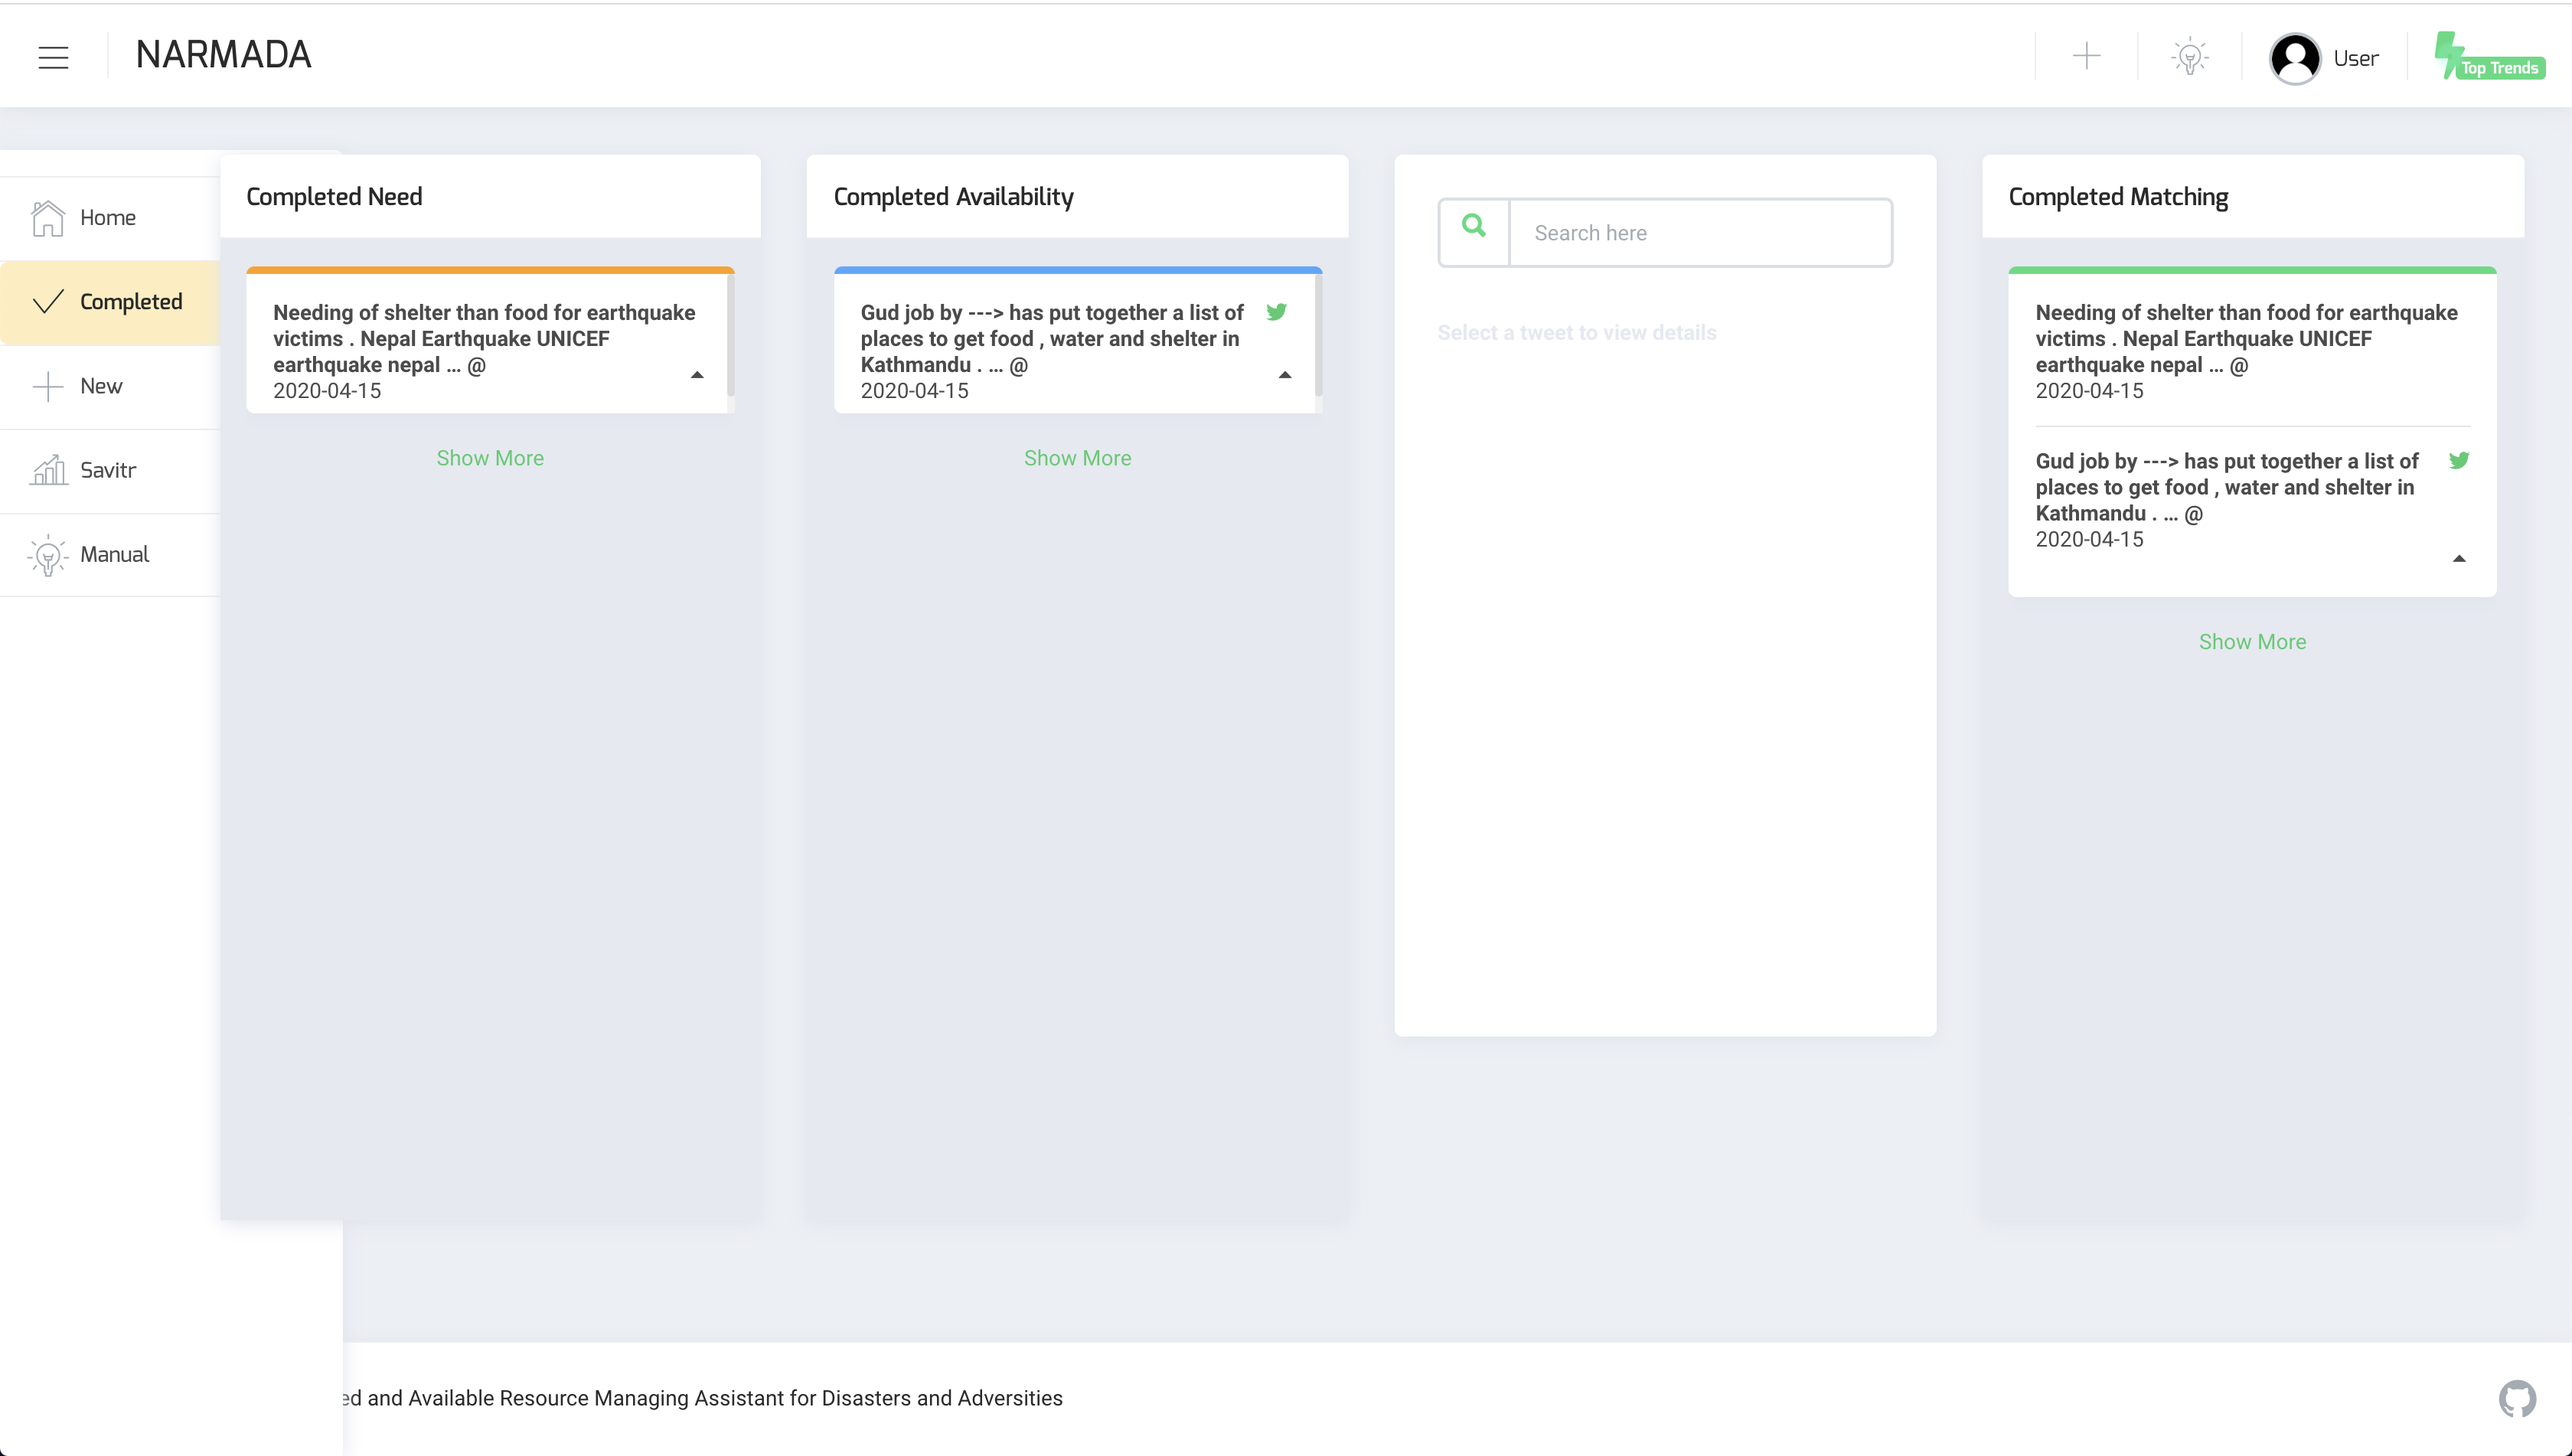 NARMADA
User
Top Trends
Home
Completed
New
Savitr
Manual
Completed Need
Needing of shelter than food for earthquake
victims . Nepal Earthquake UNICEF
earthquake nepal ... @
2020-04-15
Show More
Completed Availability
Gud job by ---> has put together a list of
places to get food , water and shelter in
Kathmandu . ... @
2020-04-15
Show More
Search here
Select a tweet to view details
Completed Matching
Needing of shelter than food for earthquake
victims . Nepal Earthquake UNICEF
earthquake nepal ... @
2020-04-15
Gud job by ---> has put together a list of
places to get food , water and shelter in
Kathmandu . ... @
2020-04-15
Show More
ed and Available Resource Managing Assistant for Disasters and Adversities